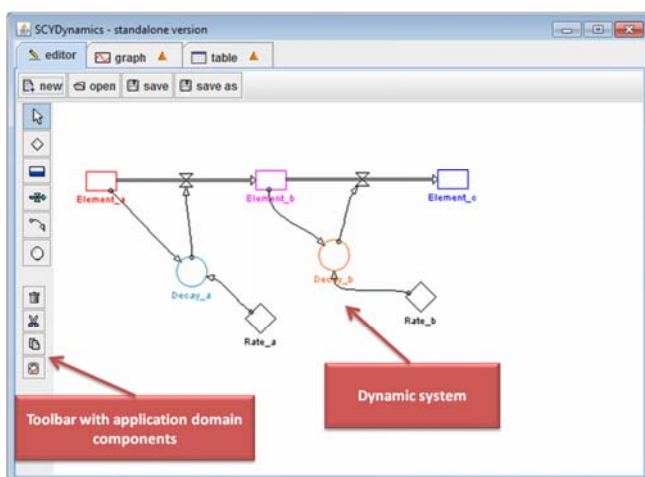 SCYDynamics - standalone version
editor graph table
new open save save as
Element_a Element_b Element_c
Decay_a Decay_b
Rate_a Rate_b
Dynamic system
Toolbar with application domain
components